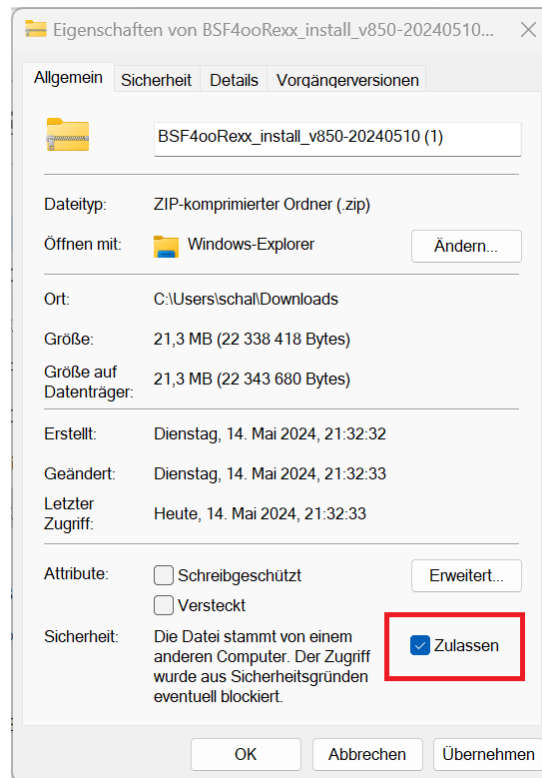 Eigenschaften von BSF4ooRexx_install_v850-20240510...
Allgemein Sicherheit Details Vorgängerversionen
BSF4ooRexx_install_v850-20240510 (1)
Dateityp: ZIP-komprimierter Ordner (.zip)
Öffnen mit: Windows-Explorer Ändern...
Ort: C:\Users\schal\Downloads
Größe: 21,3 MB (22 338 418 Bytes)
Größe auf
Datenträger: 21,3 MB (22 343 680 Bytes)
Erstellt: Dienstag, 14. Mai 2024, 21:32:32
Geändert: Dienstag, 14. Mai 2024, 21:32:33
Letzter
Zugriff: Heute, 14. Mai 2024, 21:32:33
Attribute: Schreibgeschützt Erweitert...
Versteckt
Sicherheit: Die Datei stammt von einem
anderen Computer. Der Zugriff Zulassen
wurde aus Sicherheitsgründen
eventuell blockiert.
OK Abbrechen Übernehmen